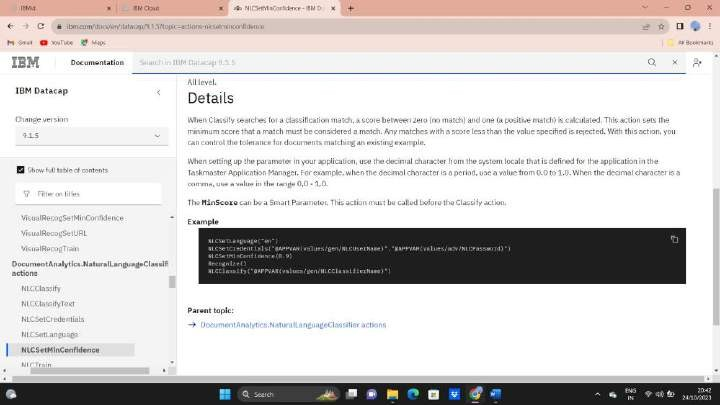 IBMid
IBM Cloud
NLCSetMinConfidence - IBM Do
ibm.com/docs/en/datacap/9.1.5?topic=actions-nlcsetminconfidence
Gmail YouTube Maps
All Bookmarks
IBM Documentation Search in IBM Datacap 9.1.5
IBM Datacap
Change version
9.1.5
Show full table of contents
Filter on titles
VisualRecogSetMinConfidence
VisualRecogSetURL
VisualRecogTrain
DocumentAnalytics.NaturalLanguageClassifi
actions
NLCClassify
NLCClassifyText
NLCSetCredentials
NLCSetLanguage
NLCSetMinConfidence
NLCTrain
All level.
Details
When Classify searches for a classification match, a score between zero (no match) and one (a positive match) is calculated. This action sets the
minimum score that a match must be considered a match. Any matches with a score less than the value specified is rejected. With this action, you
can control the tolerance for documents matching an existing example.
When setting up the parameter in your application, use the decimal character from the system locale that is defined for the application in the
Taskmaster Application Manager. For example, when the decimal character is a period, use a value from 0.0 to 1.0. When the decimal character is a
comma, use a value in the range 0,0 - 1,0.
The MinScore can be a Smart Parameter. This action must be called before the Classify action.
Example
NLCSetLanguage("en")
NLCSetCredentials("@APPVAR(values/gen/NLCUserName)","@APPVAR(values/adv/NLCPassword)")
NLCSetMinConfidence(0.9)
Recognize()
NLCClassify("@APPVAR(values/gen/NLCClassifierName)")
Parent topic:
→ DocumentAnalytics.NaturalLanguageClassifier actions
Search
ENG
IN
20:42
24/10/2023